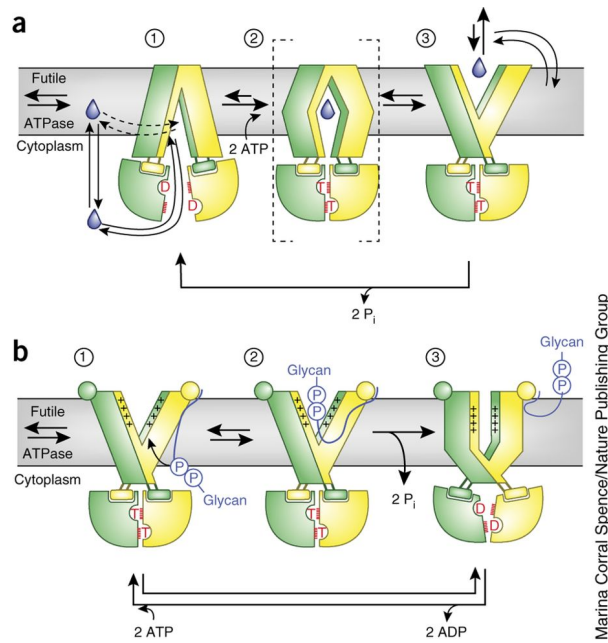 a
1
2
3
Futile
ATPase
Cytoplasm
2 ATP
D
D
T
T
T
T
2 Pi
b
1
2
3
Glycan
P
P
Futile
ATPase
Cytoplasm
Glycan
P
P
+ + + +
+ + + +
+ + + +
+ + + +
+ + + +
+ + + +
P
P
Glycan
2 Pi
T
T
T
T
D
D
2 ATP
2 ADP
Marina Corral Spence/Nature Publishing Group